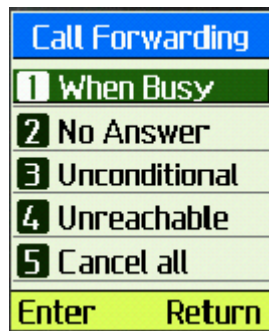 Call Forwarding
1 When Busy
2 No Answer
3 Unconditional
4 Unreachable
5 Cancel all
Enter Return